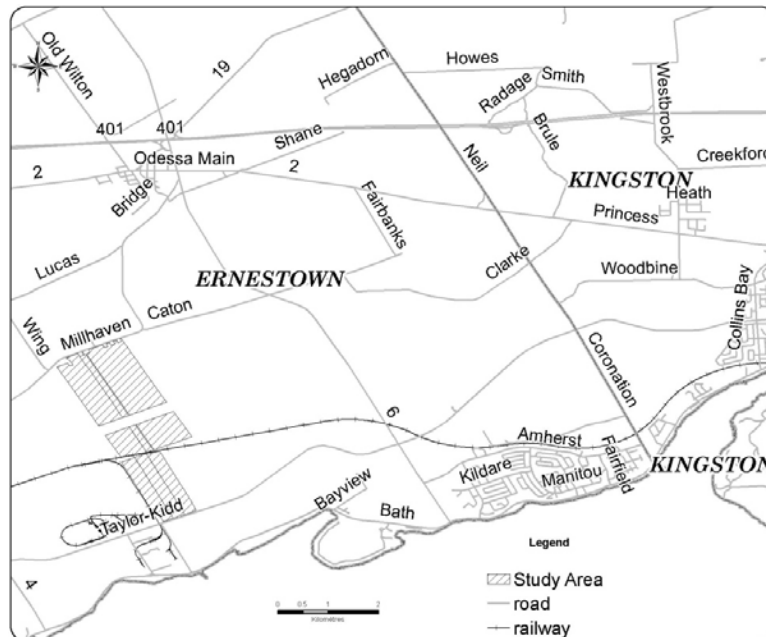 Old Wilton
19
Hegadorn
Howes
Smith
Radage
Westbrook
401
401
Shane
Neil
Brule
Creekford
2
Odessa Main
2
KINGSTON
Heath
Bridge
Fairbanks
Princess
Lucas
Clarke
ERNESTOWN
Woodbine
Caton
Collins Bay
Wing
Millhaven
Coronation
6
Amherst
Fairfield
KINGSTON
Kildare
Manitou
Bayview
Taylor-Kidd
Bath
Legend
4
Study Area
road
railway
0 0.5 1 2
Kilometres